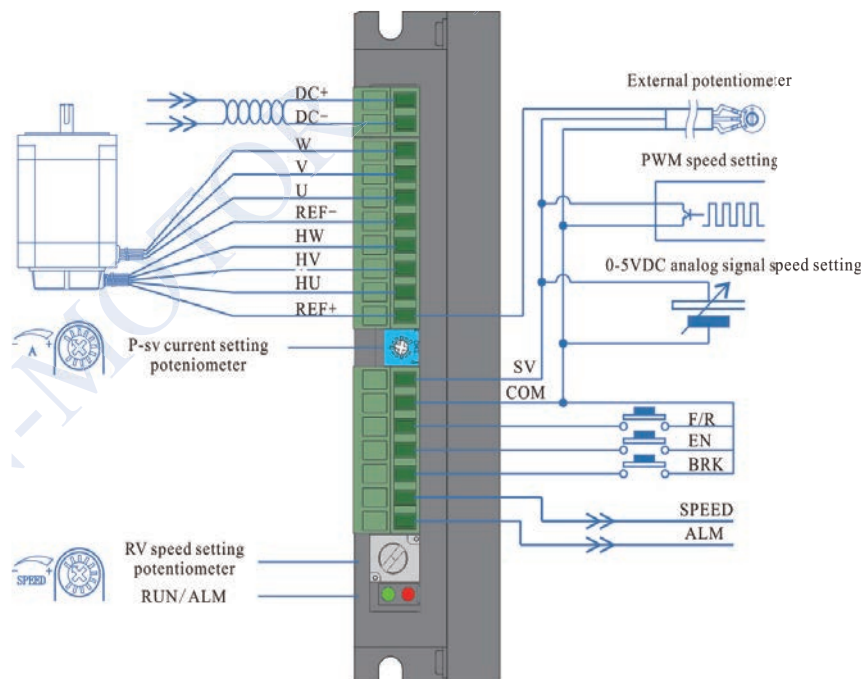 DC+
DC-
W
V
U
REF-
HW
HV
HU
REF+
A
- +
P-sv current setting
poteniometer
External potentiometer
PWM speed setting
0-5VDC analog signal speed setting
SV
COM
F/R
EN
BRK
SPEED
ALM
RV speed setting
potentiometer
- +
SPEED
RUN/ALM
-MOTOR